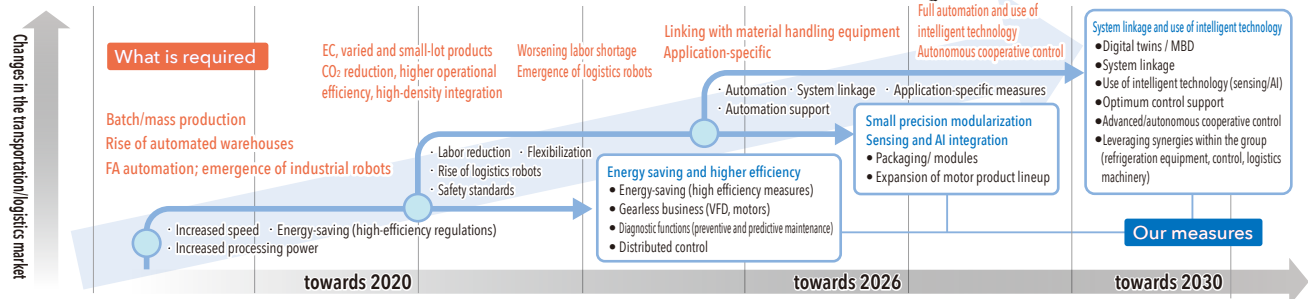 Changes in the transportation/logistics market
What is required
Batch/mass production
Rise of automated warehouses
FA automation; emergence of industrial robots
EC, varied and small-lot products
CO₂ reduction, higher operational
efficiency, high-density integration
Worsening labor shortage
Emergence of logistics robots
Linking with material handling equipment
Application-specific
Full automation and use of
intelligent technology
Autonomous cooperative control
· Increased speed · Energy-saving (high-efficiency regulations)
· Increased processing power
· Labor reduction · Flexibilization
· Rise of logistics robots
· Safety standards
· Automation · System linkage · Application-specific measures
· Automation support
Energy saving and higher efficiency
● Energy-saving (high efficiency measures)
● Gearless business (VFD, motors)
● Diagnostic functions (preventive and predictive maintenance)
● Distributed control
Small precision modularization
Sensing and AI integration
● Packaging/ modules
● Expansion of motor product lineup
System linkage and use of intelligent technology
●Digital twins / MBD
●System linkage
●Use of intelligent technology (sensing/AI)
●Optimum control support
●Advanced/autonomous cooperative control
●Leveraging synergies within the group
(refrigeration equipment, control, logistics
machinery)
Our measures
towards 2020
towards 2026
towards 2030